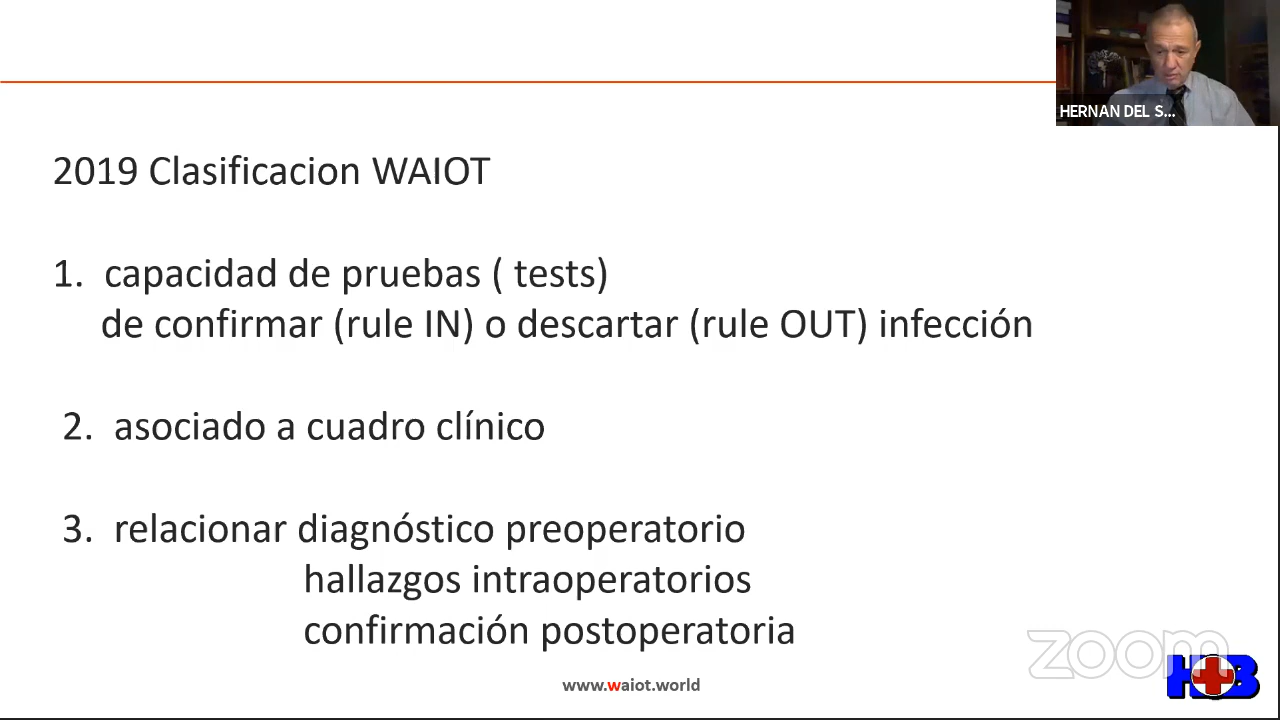 HERNAN DEL S...
2019 Clasificacion WAIOT
1. capacidad de pruebas ( tests)
de confirmar (rule IN) o descartar (rule OUT) infección
2. asociado a cuadro clínico
3. relacionar diagnóstico preoperatorio
hallazgos intraoperatorios
confirmación postoperatoria
zoom
www.waiot.world
H B